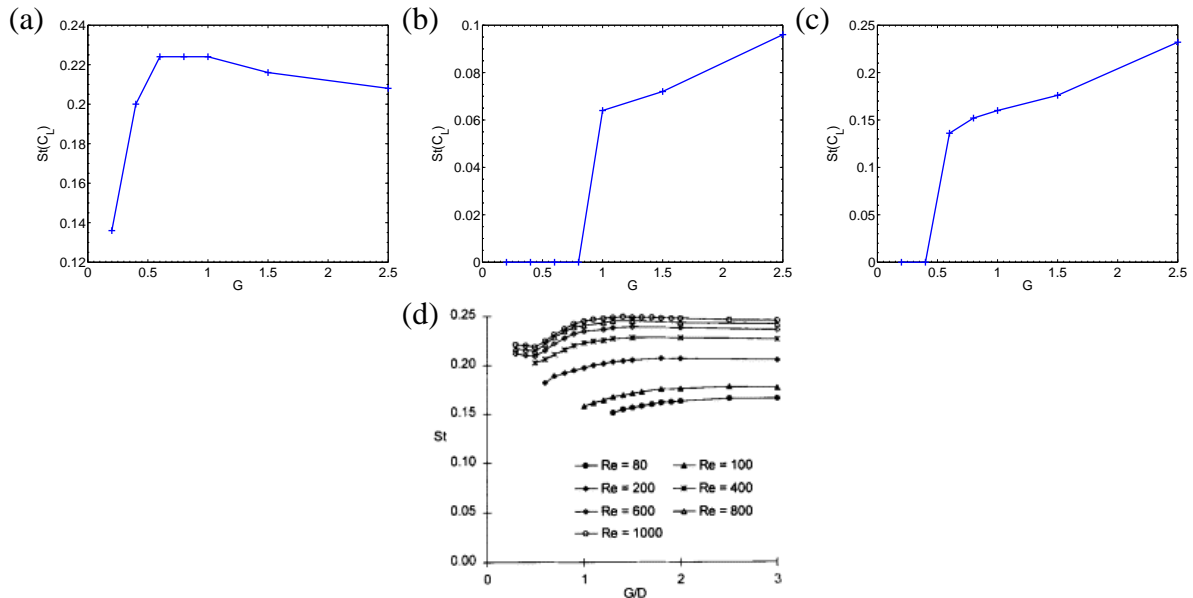 (a)
0.24
0.22
0.2
0.18
0.16
0.14
0.12
St(C_L)
0
0.5
1
1.5
2
2.5
G
(b)
0.1
0.08
0.06
0.04
0.02
0
St(C_L)
0
0.5
1
1.5
2
2.5
G
(c)
0.25
0.2
0.15
0.1
0.05
0
St(C_L)
0
0.5
1
1.5
2
2.5
G
(d)
0.25
0.20
0.15
0.10
0.05
0.00
St
Re = 80
Re = 100
Re = 200
Re = 400
Re = 600
Re = 800
Re = 1000
0
1
2
3
G/D